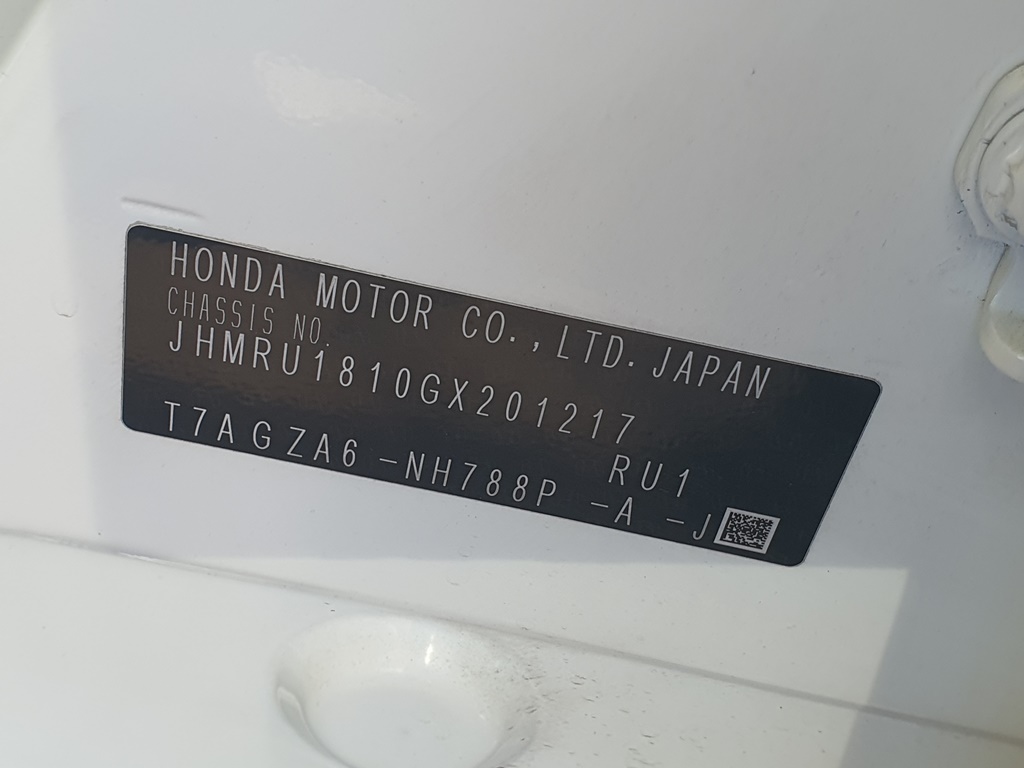 HONDA MOTOR CO.,LTD.JAPAN
CHASSIS NO.
JHMRU1810GX201217
RU1
T7AGZA6 -NH788P -A -J